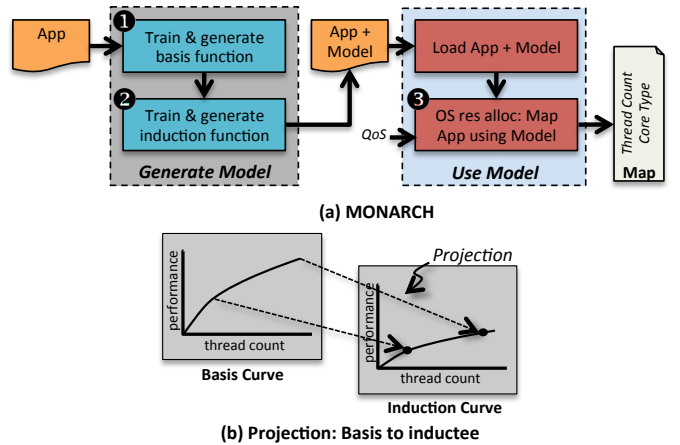 App
1
Train & generate
basis function
2
Train & generate
induction function
Generate Model
App +
Model
Load App + Model
3
OS res alloc: Map
App using Model
QoS
Use Model
Thread Count
Core Type
Map
(a) MONARCH
performance
thread count
Basis Curve
Projection
performance
thread count
Induction Curve
(b) Projection: Basis to inductee